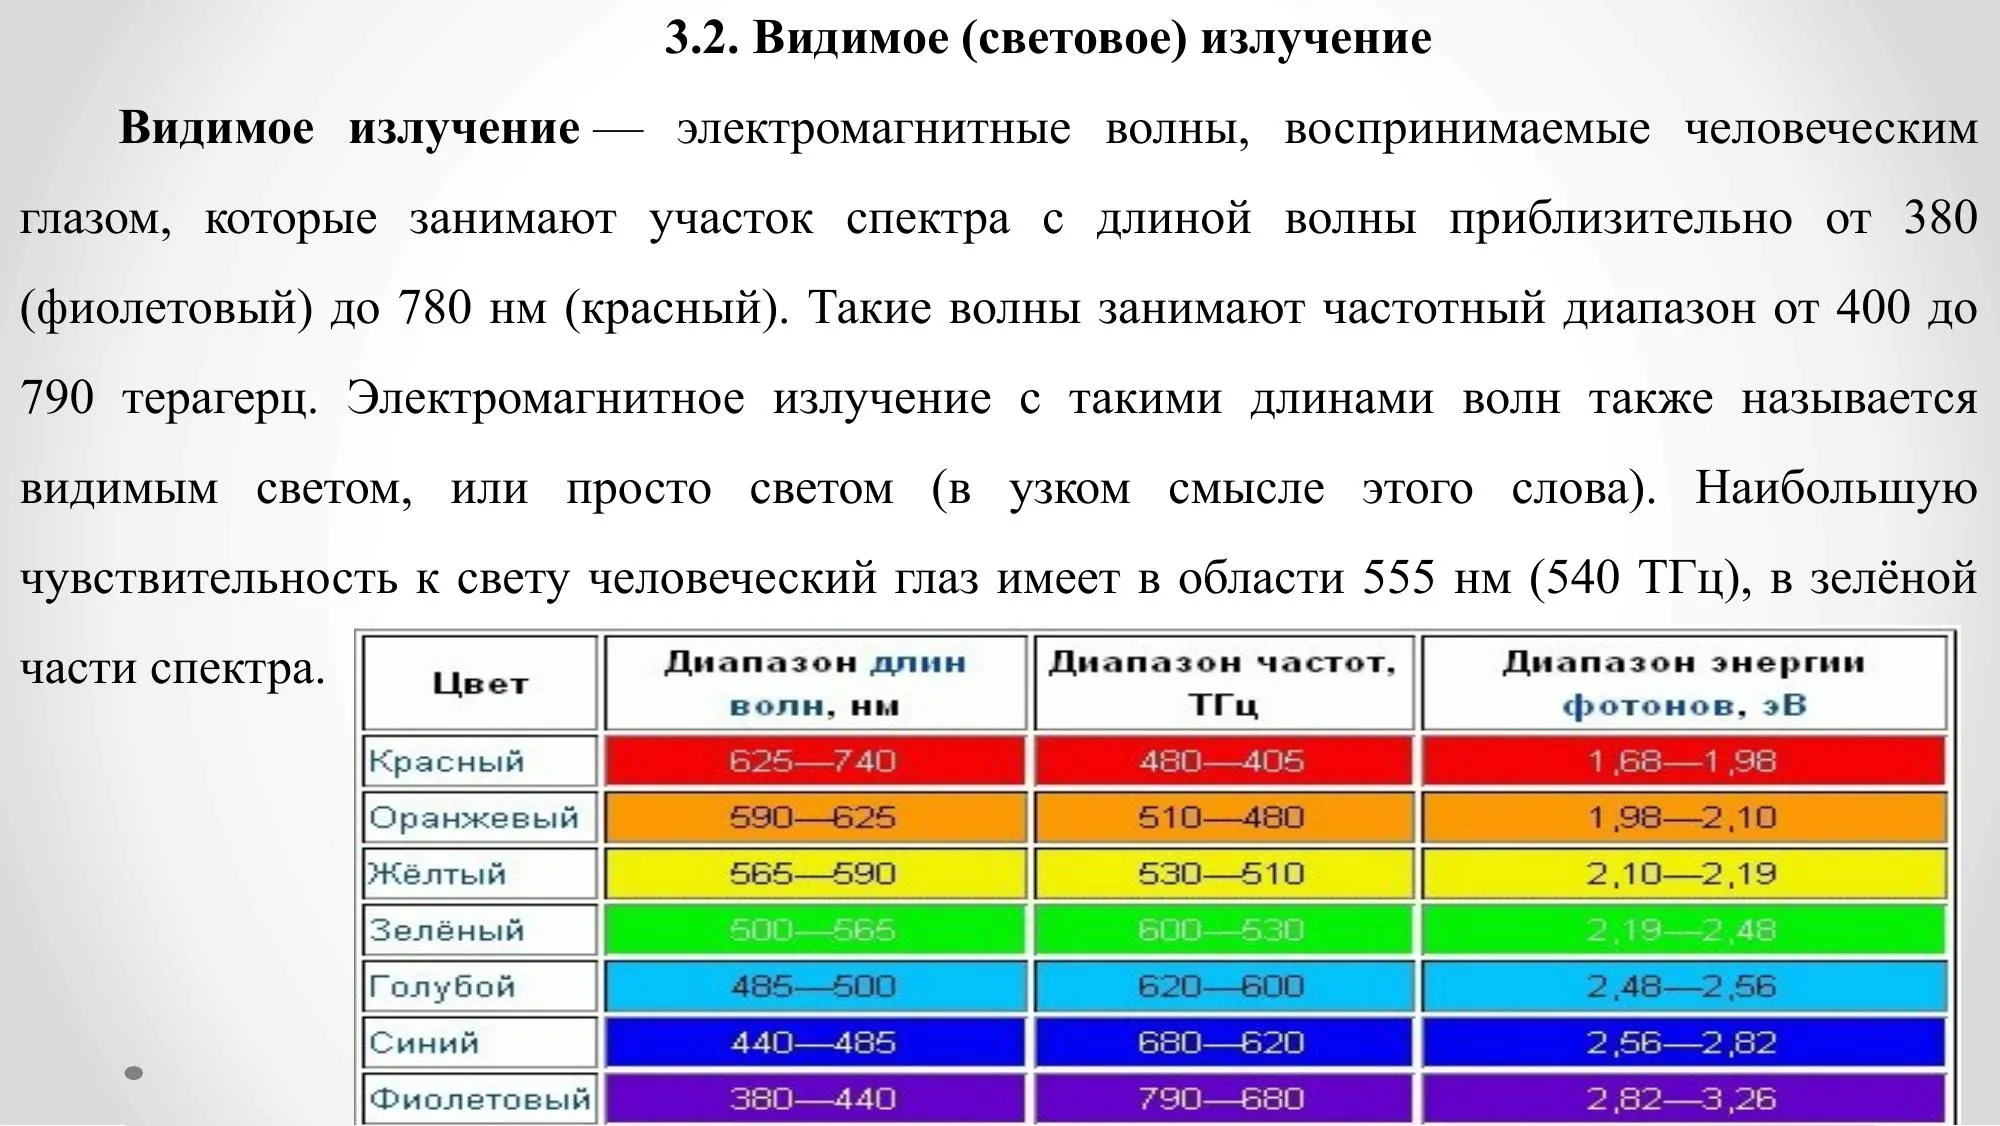 3.2. Видимое (световое) излучение
Видимое излучение — электромагнитные волны, воспринимаемые человеческим
глазом, которые занимают участок спектра с длиной волны приблизительно от 380
(фиолетовый) до 780 нм (красный). Такие волны занимают частотный диапазон от 400 до
790 терагерц. Электромагнитное излучение с такими длинами волн также называется
видимым светом, или просто светом (в узком смысле этого слова). Наибольшую
чувствительность к свету человеческий глаз имеет в области 555 нм (540 ТГц), в зелёной
части спектра.
Цвет Диапазон длин волн, нм Диапазон частот, ТГц Диапазон энергии фотонов, эВ
Красный 625—740 480—405 1,68—1,98
Оранжевый 590—625 510—480 1,98—2,10
Жёлтый 565—590 530—510 2,10—2,19
Зелёный 500—565 600—530 2,19—2,48
Голубой 485—500 620—600 2,48—2,56
Синий 440—485 680—620 2,56—2,82
Фиолетовый 380—440 790—680 2,82—3,26